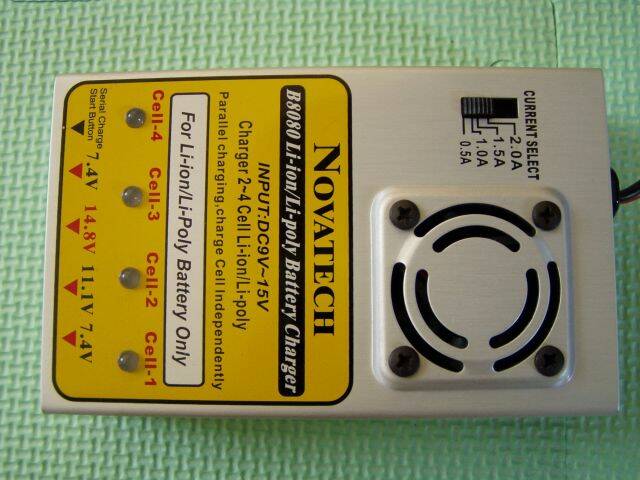 CURRENT SELECT
2.0A
1.5A
1.0A
0.5A
NOVATECH
B8080 Li-ion/Li-poly Battery Charger
INPUT:DC9V~15V
Charger 2~4 Cell Li-ion/Li-poly
Parallel charging,charge Cell Independently
For Li-ion/Li-Poly Battery Only
Cell-4 Cell-3 Cell-2 Cell-1
Serial Charge
Start Button
7.4V 14.8V 11.1V 7.4V